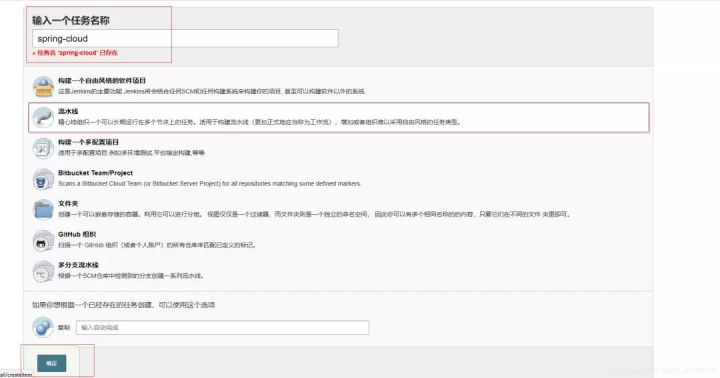 输入一个任务名称
spring-cloud
» 任务名 'spring-cloud' 已存在
构建一个自由风格的软件项目
这是Jenkins的主要功能.Jenkins将会结合任何SCM和任何构建系统来构建你的项目, 甚至可以构建软件以外的系统.
流水线
精心地组织一个可以长期运行在多个节点上的任务。适用于构建流水线（更加正式地应当称为工作流），增加或者组织难以采用自由风格的任务类型。
构建一个多配置项目
适用于多配置项目,例如多环境测试,平台指定构建,等等.
Bitbucket Team/Project
Scans a Bitbucket Cloud Team (or Bitbucket Server Project) for all repositories matching some defined markers.
文件夹
创建一个可以嵌套存储的容器。利用它可以进行分组。 视图仅仅是一个过滤器，而文件夹则是一个独立的命名空间， 因此你可以有多个相同名称的的内容，只要它们在不同的文件 夹里即可。
GitHub 组织
扫描一个 GitHub 组织（或者个人账户）的所有仓库来匹配已定义的标记。
多分支流水线
根据一个SCM仓库中检测到的分支创建一系列流水线。
如果你想根据一个已经存在的任务创建，可以使用这个选项
复制 输入自动完成
确定
all/createItem